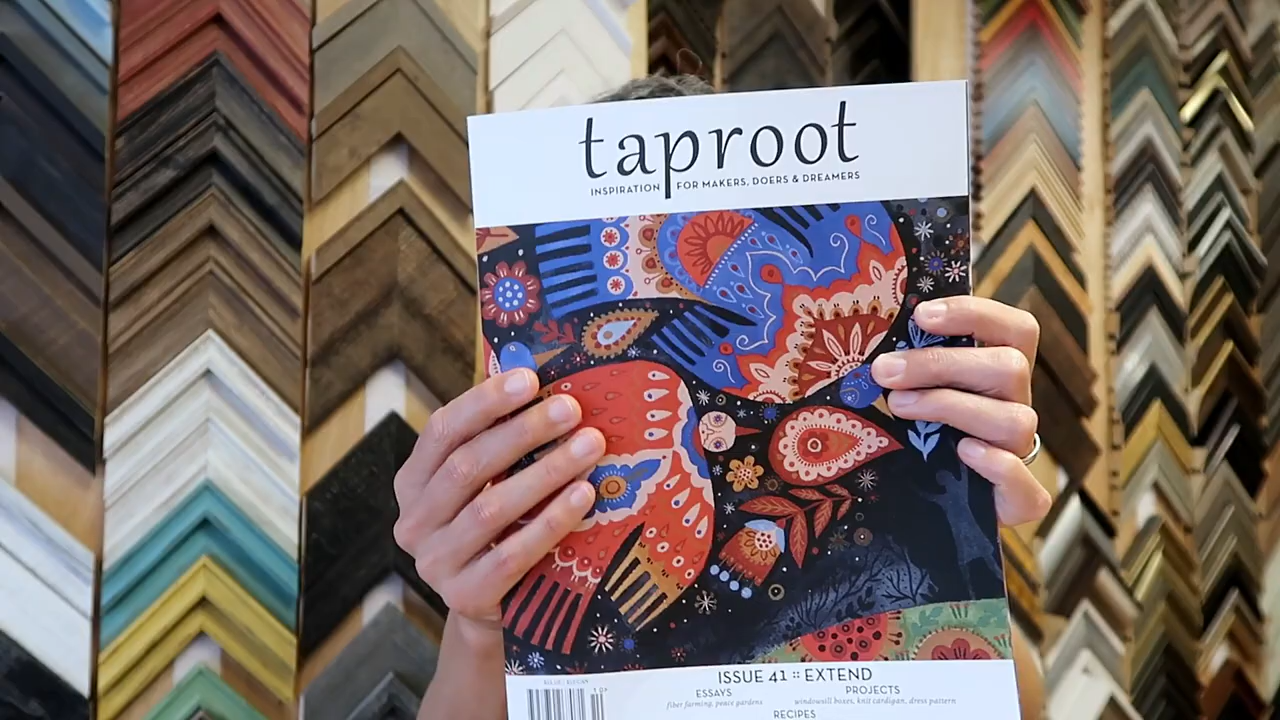 taproot
INSPIRATION FOR MAKERS, DOERS & DREAMERS
ISSUE 41 :: EXTEND
ESSAYS
fiber farming, peace gardens
PROJECTS
windowsill boxes, knit cardigan, dress pattern
RECIPES